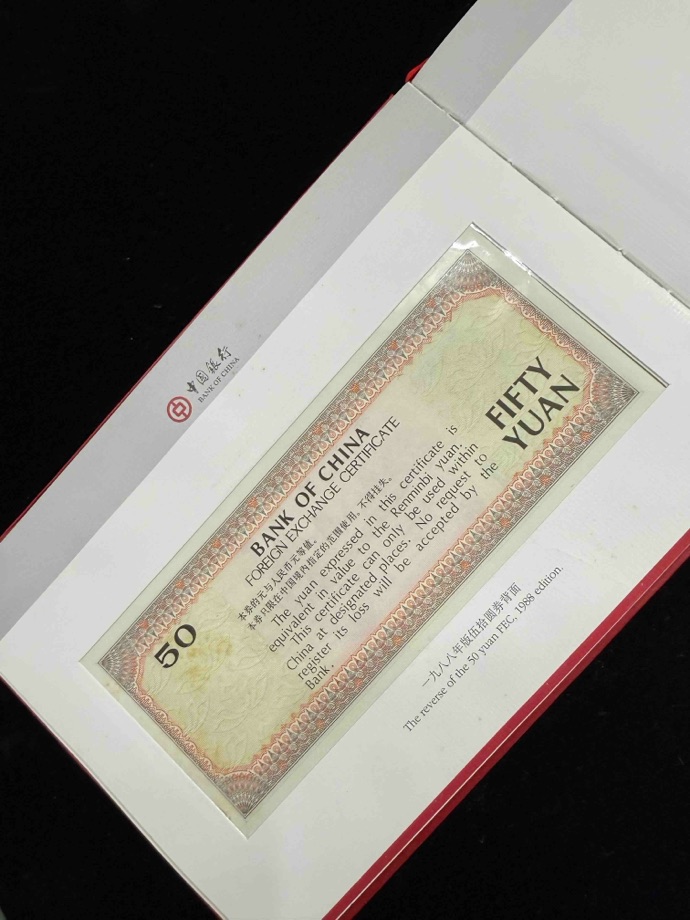 中国银行
BANK OF CHINA
BANK OF CHINA
FOREIGN EXCHANGE CERTIFICATE
本券的元与人民币元等值。
本券只限在中国境内指定的范围使用，不得挂失。
The yuan expressed in this certificate is
equivalent in value to the Renminbi yuan.
This certificate can only be used within
China at designated places. No request to
register its loss will be accepted by the
Bank.
50
FIFTY
YUAN
一九八八年版伍拾圆券背面
The reverse of the 50 yuan FEC, 1988 edition.